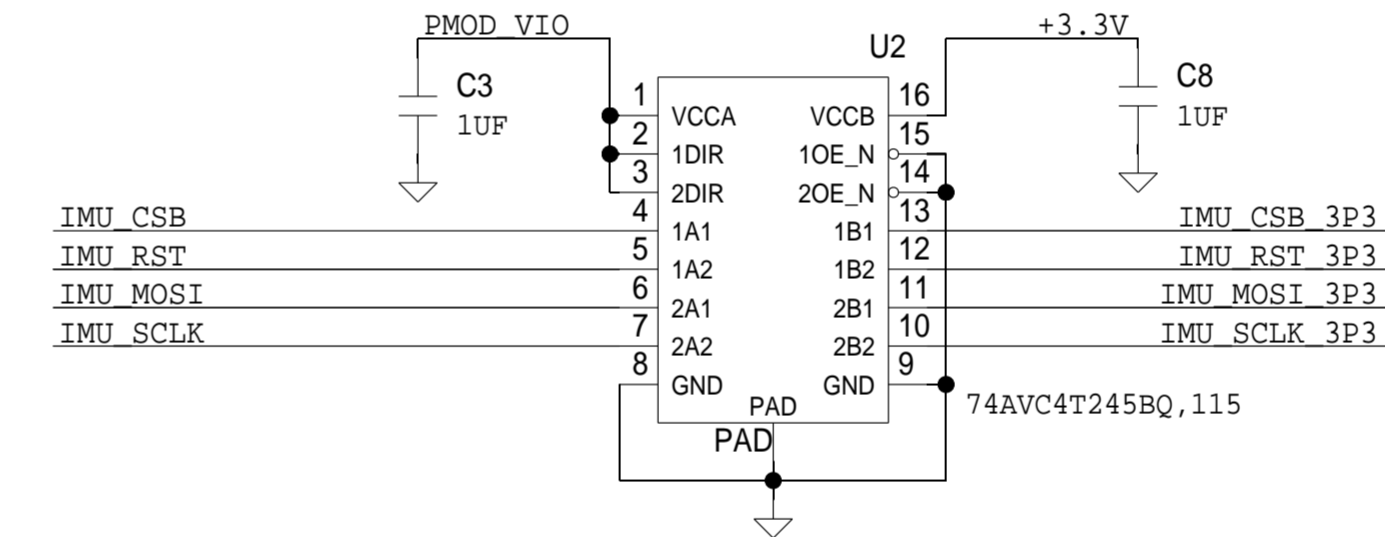 PMOD_VIO
+3.3V
U2
C3
1UF
C8
1UF
1 VCCA VCCB 16
2 1DIR 1OE_N 15
3 2DIR 2OE_N 14
IMU_CSB 4 1A1 1B1 13 IMU_CSB_3P3
IMU_RST 5 1A2 1B2 12 IMU_RST_3P3
IMU_MOSI 6 2A1 2B1 11 IMU_MOSI_3P3
IMU_SCLK 7 2A2 2B2 10 IMU_SCLK_3P3
8 GND GND 9
PAD
74AVC4T245BQ,115
PAD